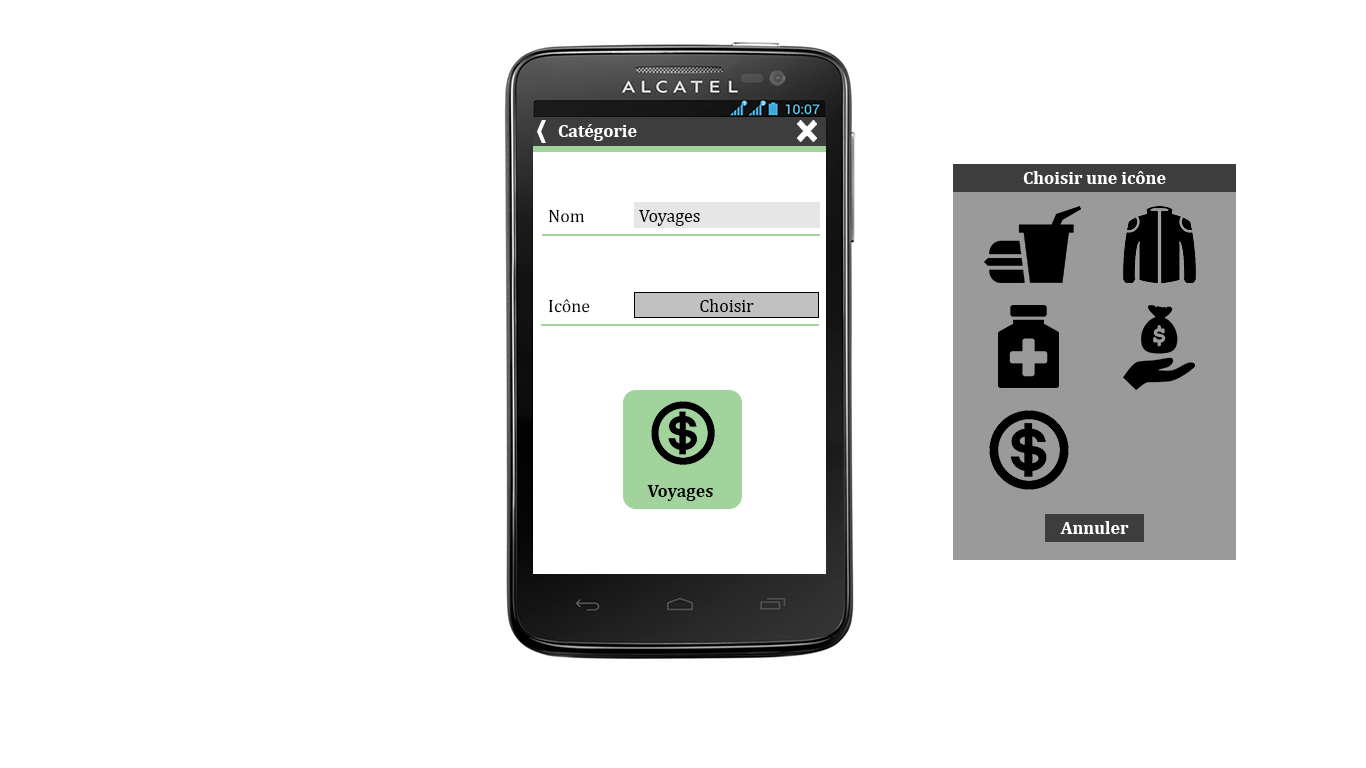 ALCATEL
10:07
Catégorie
Nom
Voyages
Icône
Choisir
$
Voyages
Choisir une icône
$
$
Annuler